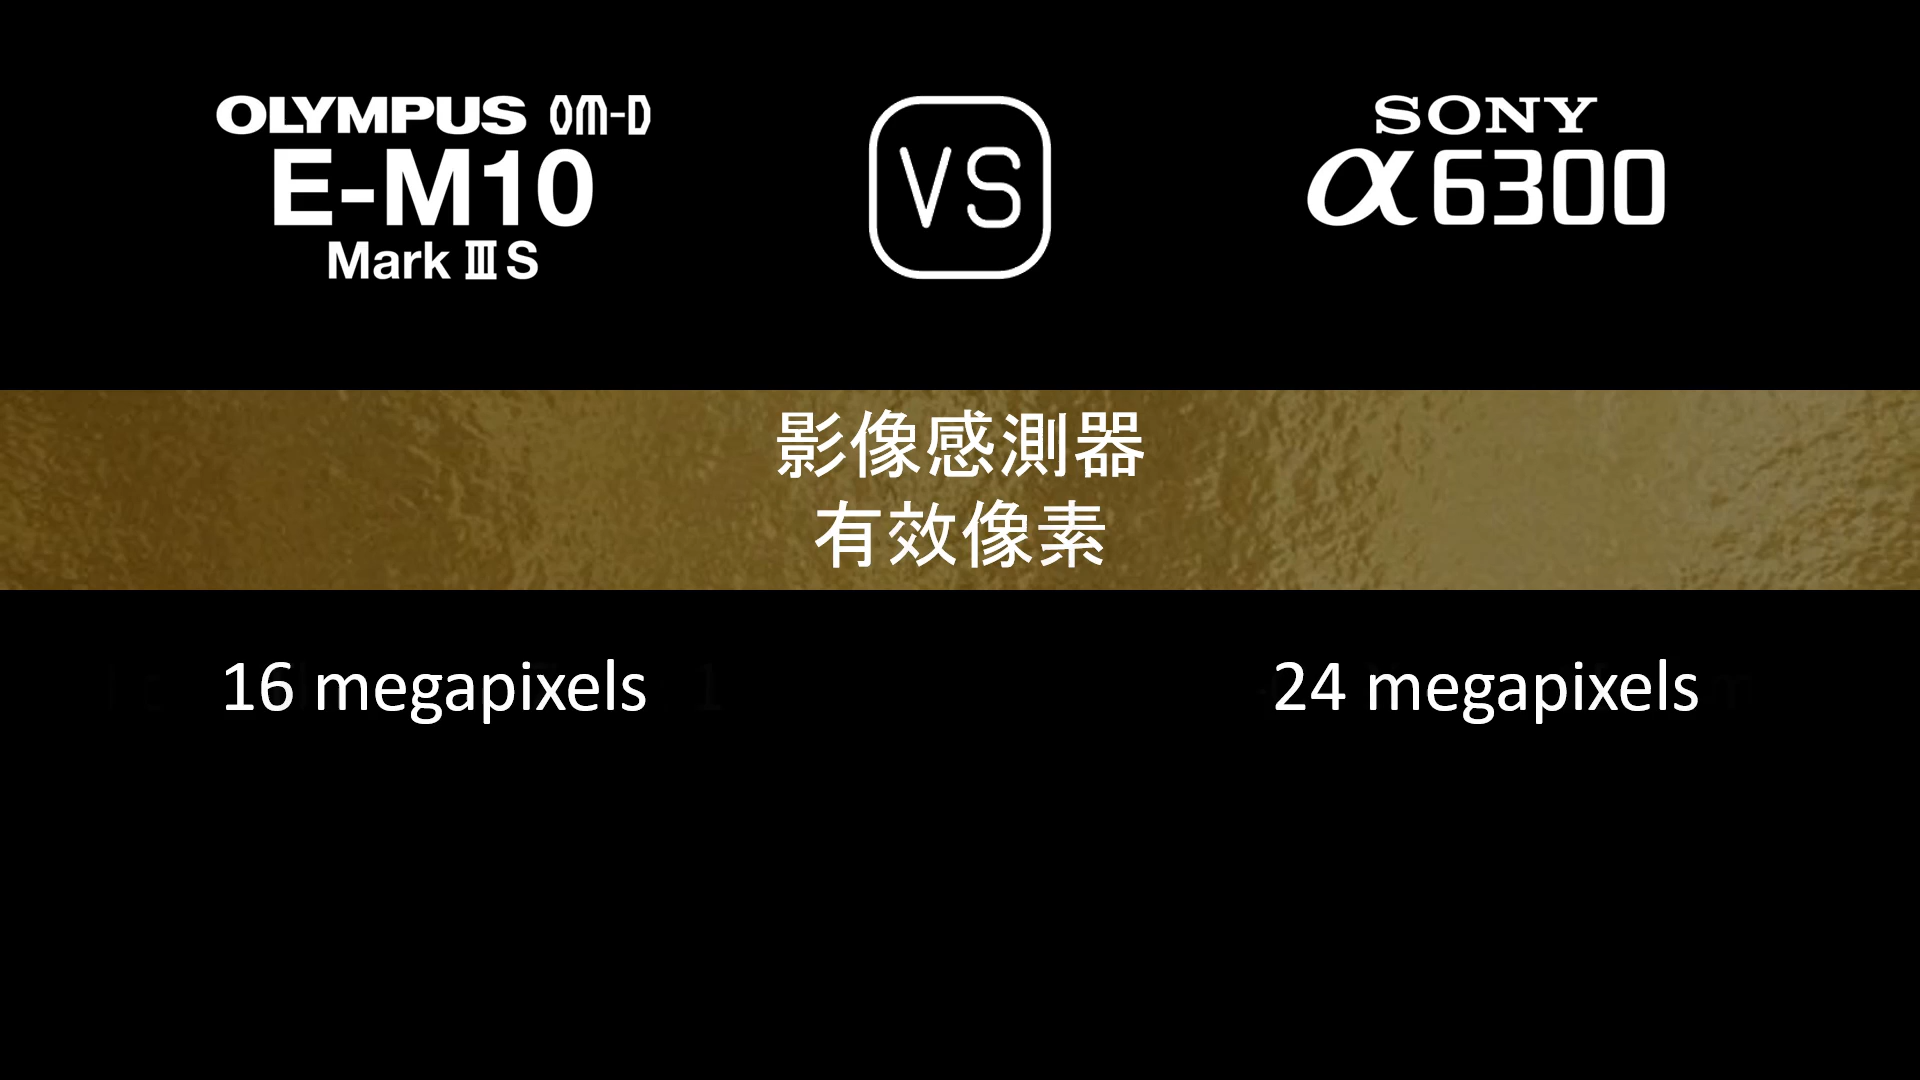 OLYMPUS OM-D
E-M10
Mark III S
VS
SONY
α6300
影像感測器
有效像素
16 megapixels
24 megapixels